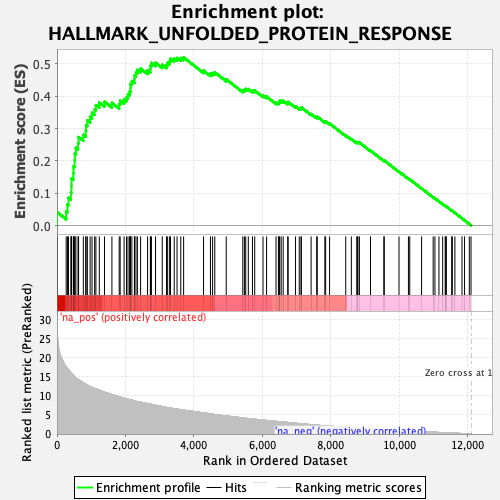 Enrichment plot:
HALLMARK_UNFOLDED_PROTEIN_RESPONSE
Enrichment score (ES)
0.5
0.4
0.3
0.2
0.1
0.0
'na_pos' (positively correlated)
Ranked list metric (PreRanked)
30
25
20
15
10
5
0
Zero cross at 1
'na_neg' (negatively correlated)
0
2,000
4,000
6,000
8,000
10,000
12,000
Rank in Ordered Dataset
Enrichment profile
Hits
Ranking metric scores